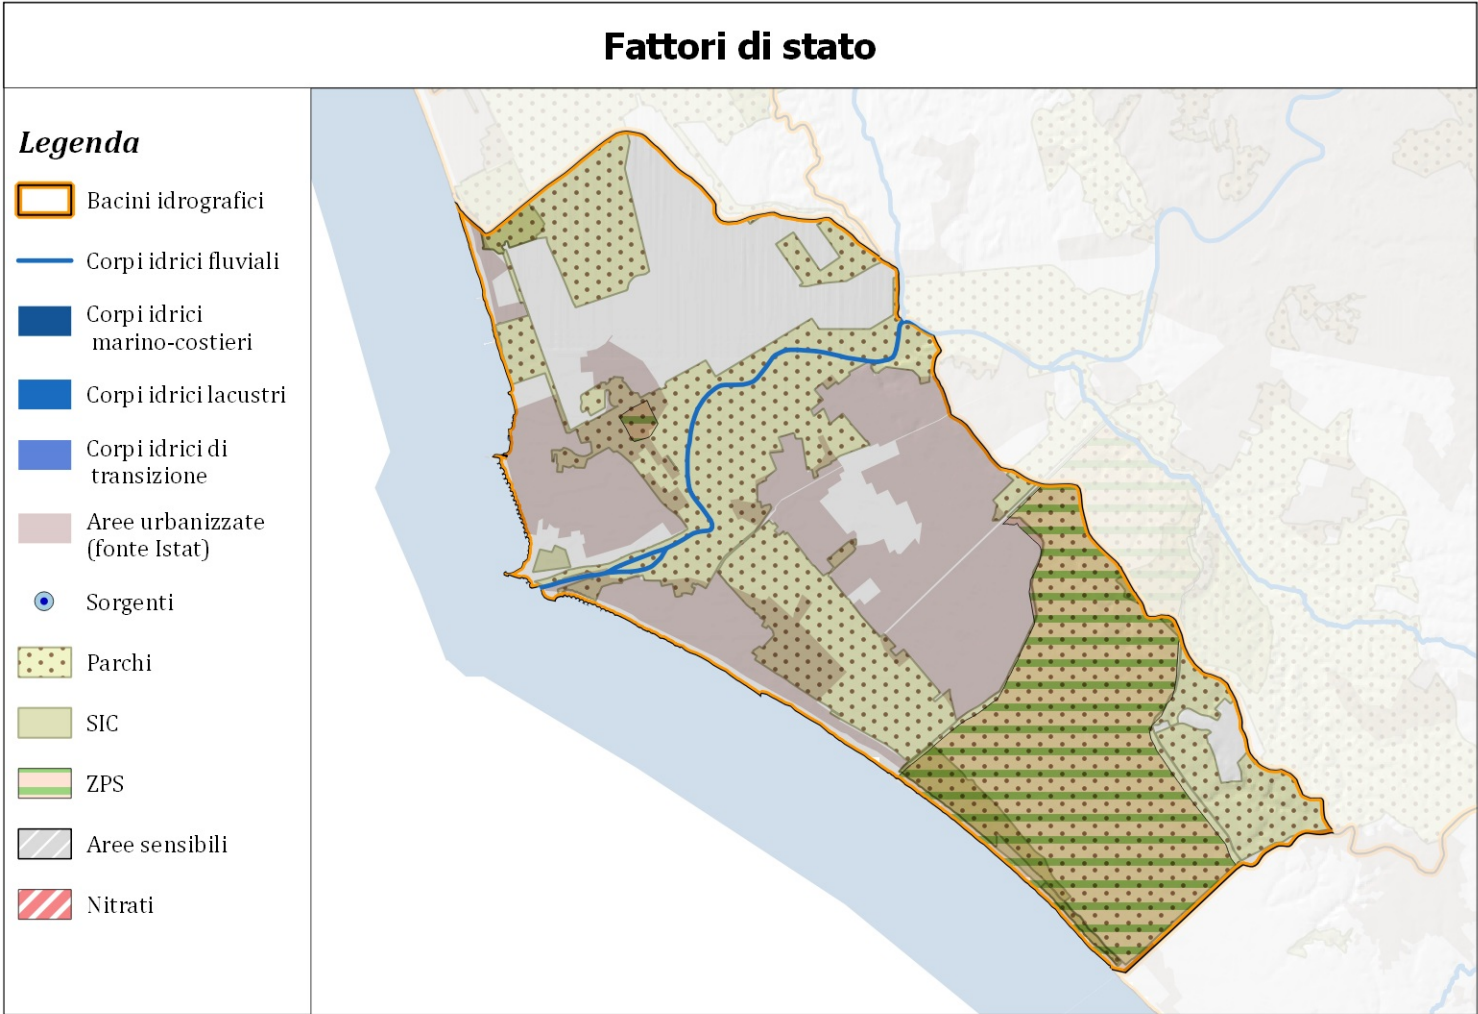 Fattori di stato
Legenda
Bacini idrografici
Corpi idrici fluviali
Corpi idrici
marino-costieri
Corpi idrici lacustri
Corpi idrici di
transizione
Aree urbanizzate
(fonte Istat)
Sorgenti
Parchi
SIC
ZPS
Aree sensibili
Nitrati